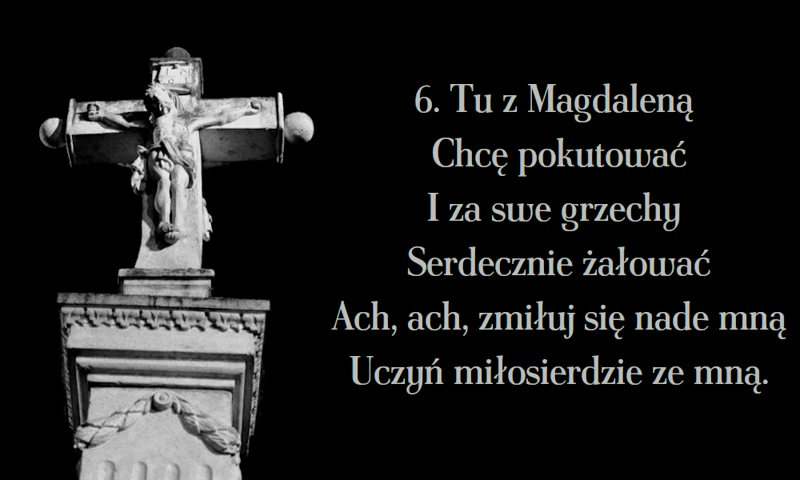 6. Tu z Magdaleną
Chcę pokutować
I za swe grzechy
Serdecznie żałować
Ach, ach, zmiłuj się nade mną
Uczyń miłosierdzie ze mną.